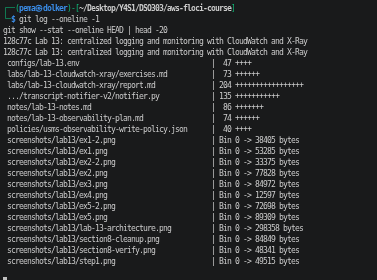 ┌──(pema㉿dolker)-[~/Desktop/Y4S1/DSO303/aws-floci-course]
└─$ git log --oneline -1
git show --stat --oneline HEAD | head -20
128c77c Lab 13: centralized logging and monitoring with CloudWatch and X-Ray
128c77c Lab 13: centralized logging and monitoring with CloudWatch and X-Ray
configs/lab-13.env | 47 ++++
labs/lab-13-cloudwatch-xray/exercises.md | 73 ++++++
labs/lab-13-cloudwatch-xray/report.md | 204 +++++++++++++++++
.../transcript-notifier-v2/notifier.py | 135 +++++++++++
notes/lab-13-notes.md | 86 +++++++
notes/lab-13-observability-plan.md | 74 ++++++
policies/usms-observability-write-policy.json | 40 ++++
screenshots/lab13/ex1-2.png | Bin 0 -> 38405 bytes
screenshots/lab13/ex1.png | Bin 0 -> 53285 bytes
screenshots/lab13/ex2-2.png | Bin 0 -> 33375 bytes
screenshots/lab13/ex2.png | Bin 0 -> 77828 bytes
screenshots/lab13/ex3.png | Bin 0 -> 84972 bytes
screenshots/lab13/ex4.png | Bin 0 -> 12597 bytes
screenshots/lab13/ex5-2.png | Bin 0 -> 72698 bytes
screenshots/lab13/ex5.png | Bin 0 -> 89309 bytes
screenshots/lab13/lab-13-architecture.png | Bin 0 -> 298358 bytes
screenshots/lab13/section8-cleanup.png | Bin 0 -> 84849 bytes
screenshots/lab13/section8-verify.png | Bin 0 -> 48341 bytes
screenshots/lab13/step1.png | Bin 0 -> 49515 bytes